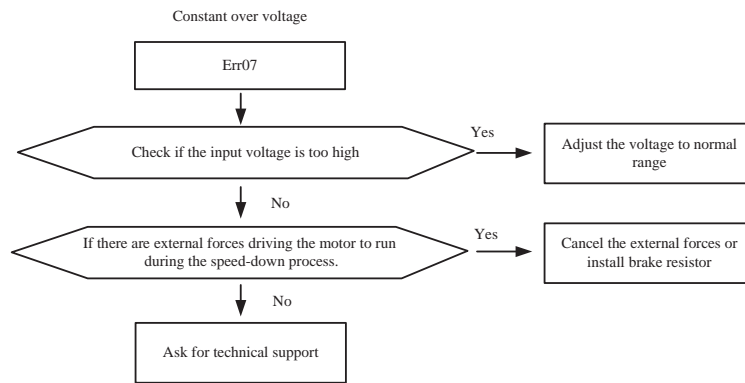 Constant over voltage
Err07
Check if the input voltage is too high
Yes
Adjust the voltage to normal
range
No
If there are external forces driving the motor to run
during the speed-down process.
Yes
Cancel the external forces or
install brake resistor
No
Ask for technical support